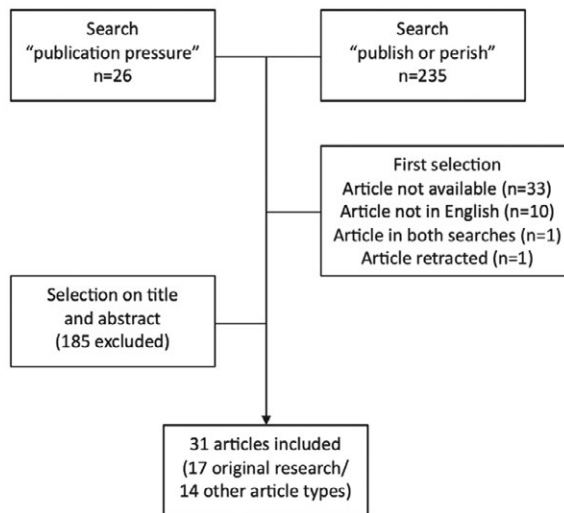 Search
“publication pressure”
n=26
Search
“publish or perish”
n=235
First selection
Article not available (n=33)
Article not in English (n=10)
Article in both searches (n=1)
Article retracted (n=1)
Selection on title
and abstract
(185 excluded)
31 articles included
(17 original research/
14 other article types)